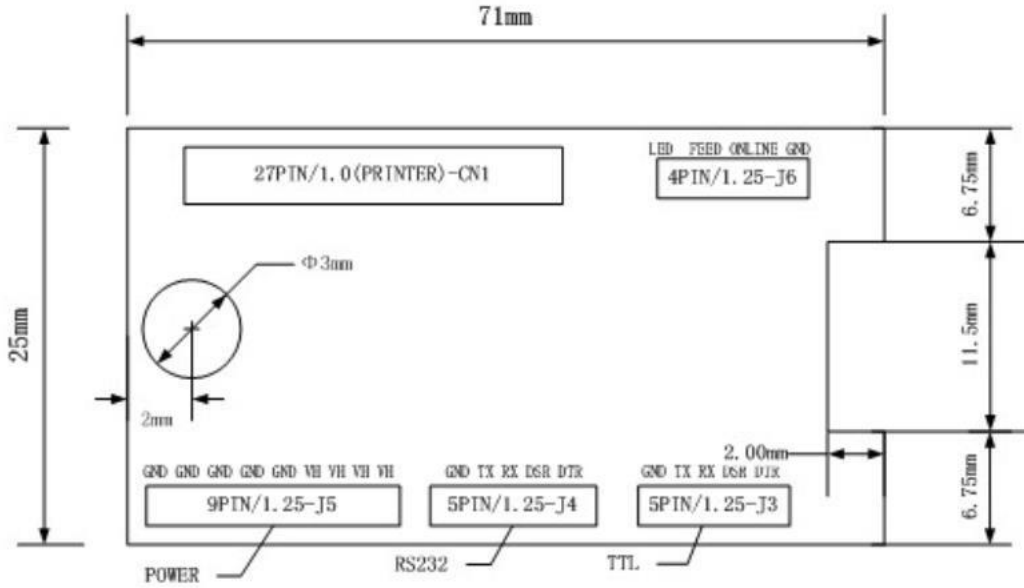 71mm
LED FEED ONLINE GND
27PIN/1.0(PRINTER)-CN1
4PIN/1.25-J6
6.75mm
Φ3mm
25mm
11.5mm
2mm
2.00mm
GND GND GND GND GND VH VH VH VH
GND TX RX DSR DTR
GND TX RX DSR DTR
9PIN/1.25-J5
5PIN/1.25-J4
5PIN/1.25-J3
6.75mm
POWER
RS232
TTL